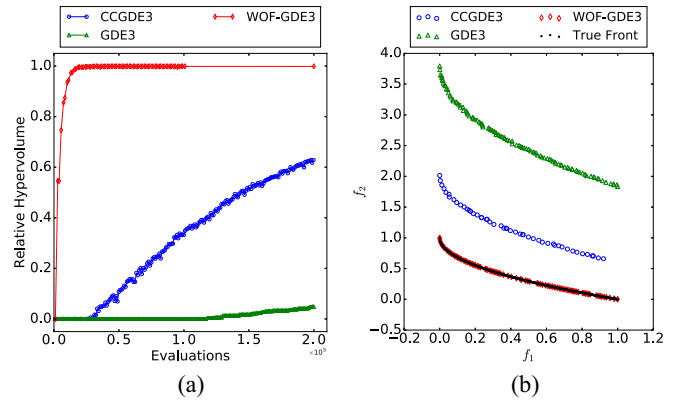 CCGDE3 WOF-GDE3
GDE3
Relative Hypervolume
1.0
0.8
0.6
0.4
0.2
0.0
0 0.5 1.0 1.5 2.0
×10⁵
Evaluations
(a)
CCGDE3 WOF-GDE3
GDE3 True Front
f₂
4.0
3.5
3.0
2.5
2.0
1.5
1.0
0.5
0.0
−0.5
−0.2 0.0 0.2 0.4 0.6 0.8 1.0 1.2
f₁
(b)